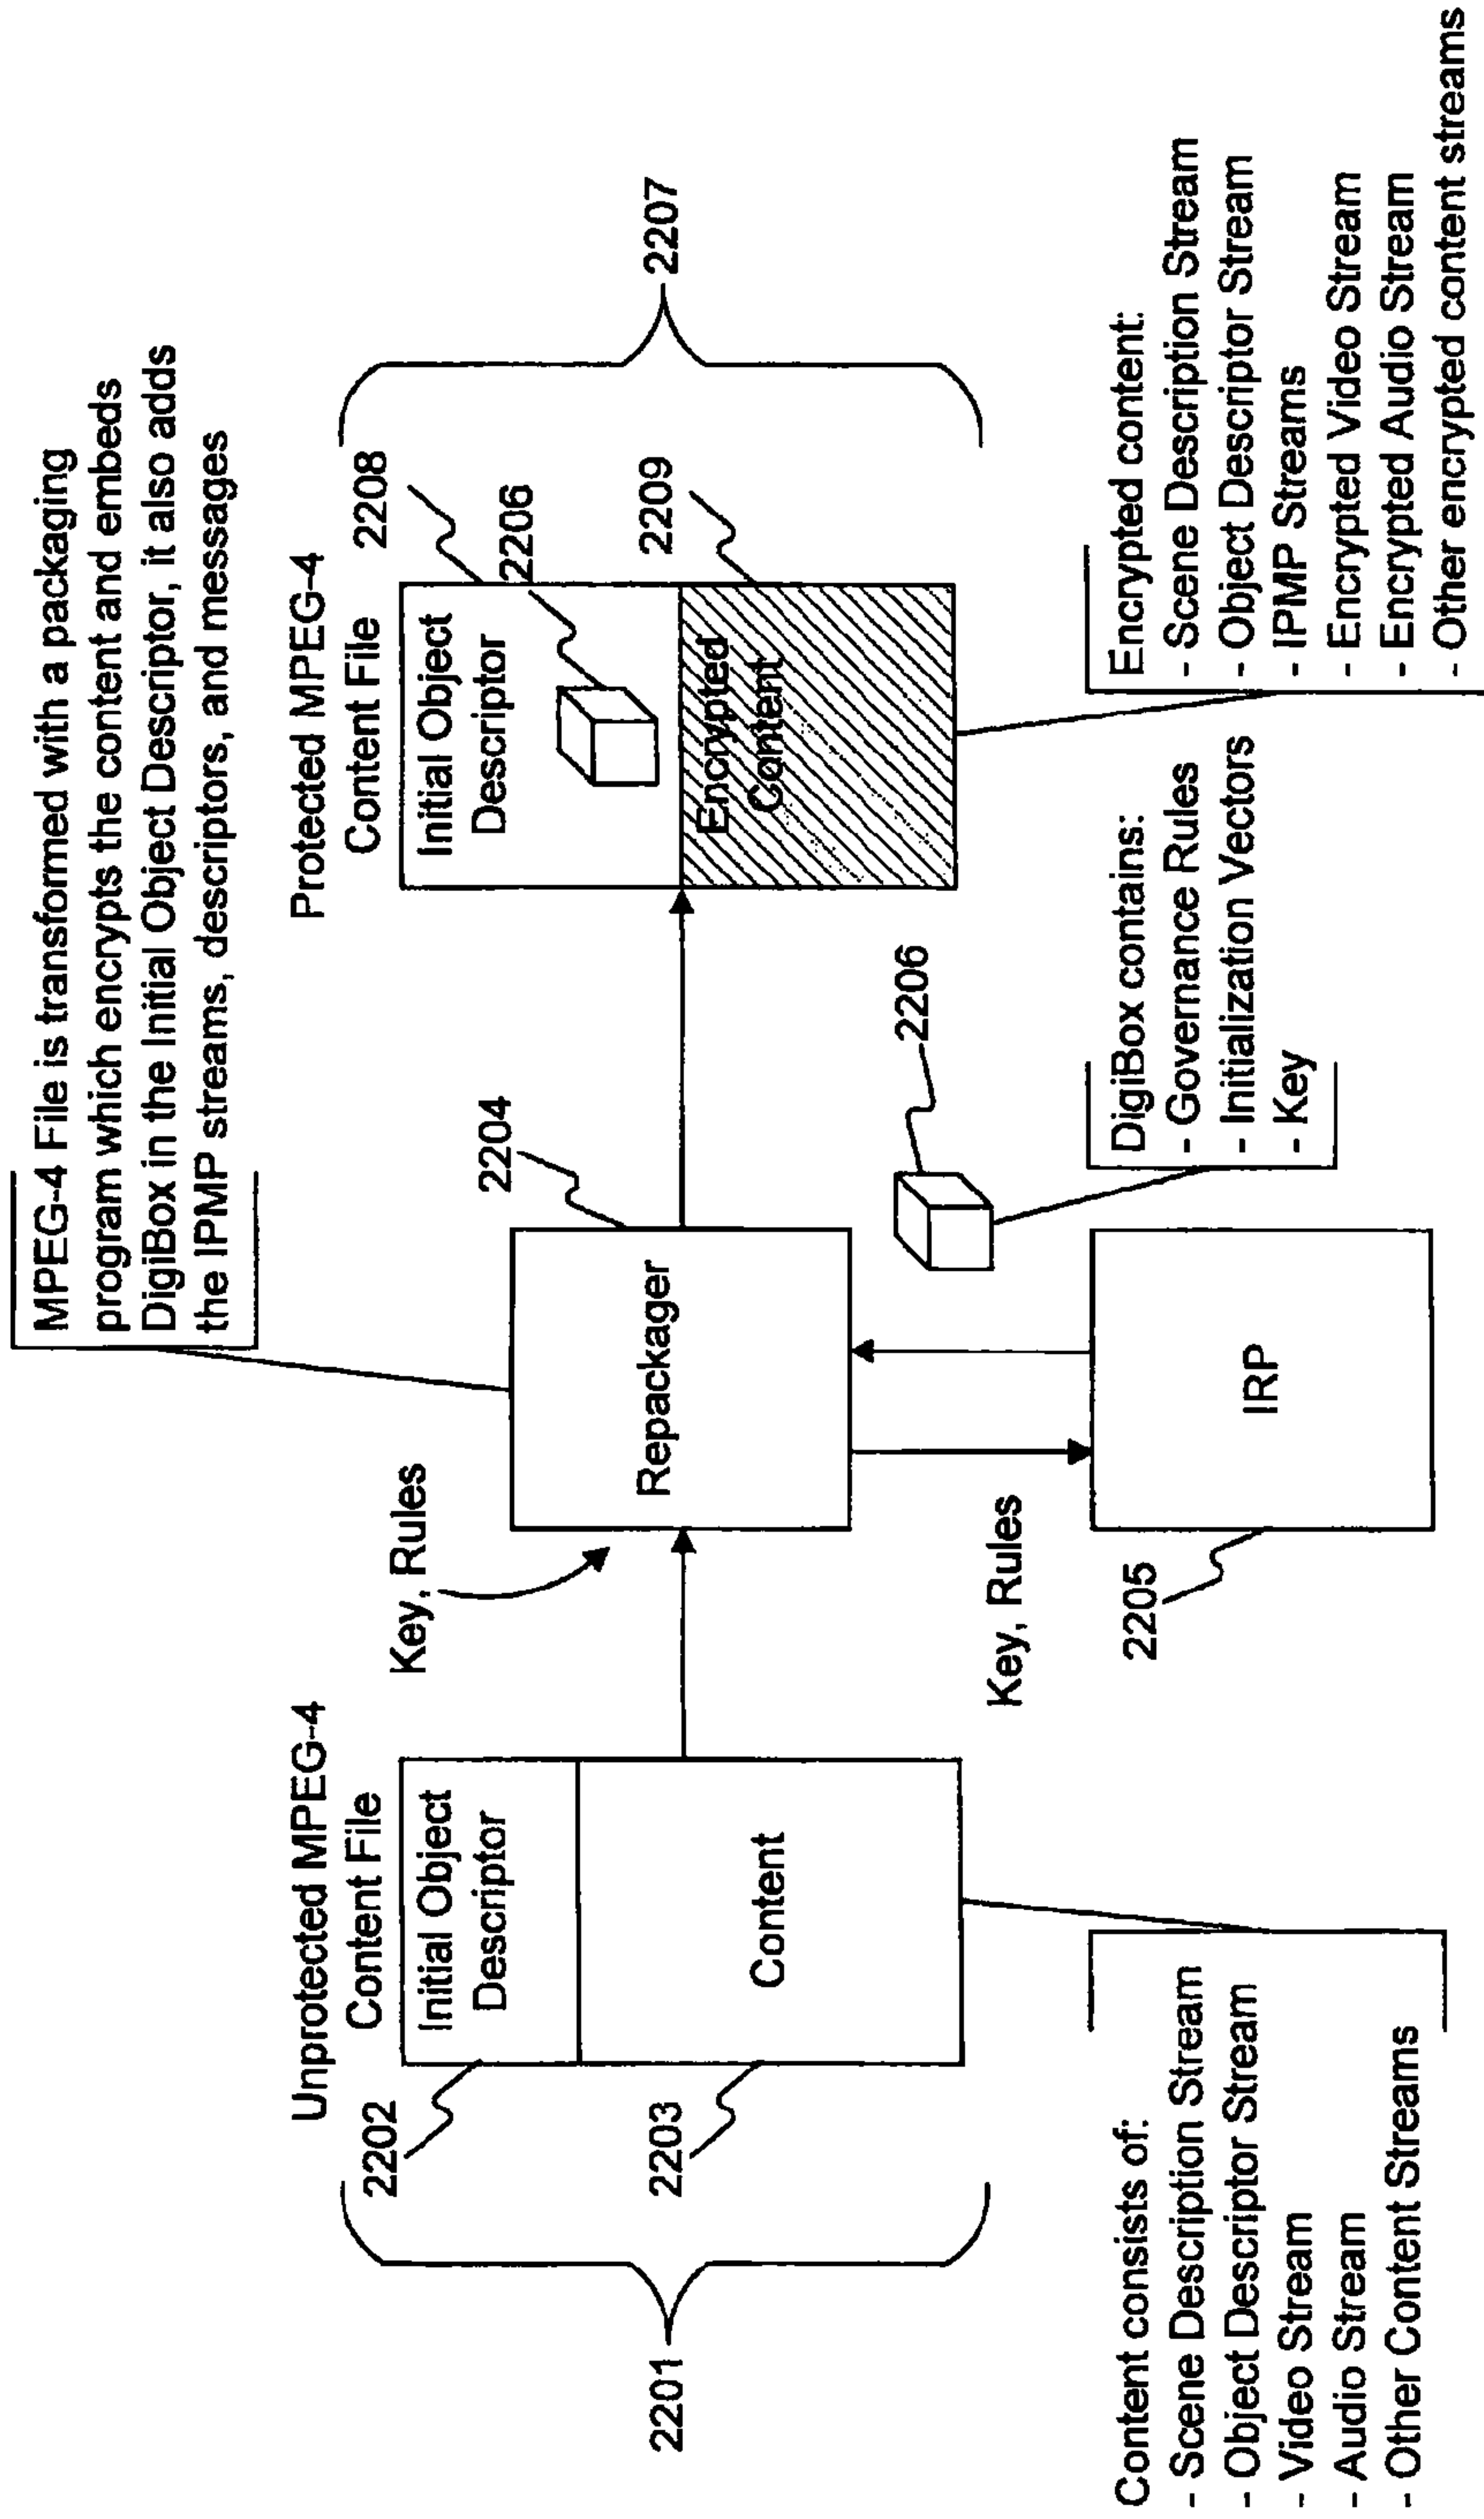 MPEG-4 File is transformed with a packaging
program which encrypts the content and embeds
DigiBox in the Initial Object Descriptor, it also adds
the IPMP streams, descriptors, and messages
Unprotected MPEG-4
Content File
2201
2202
Initial Object
Descriptor
2203
Content
Content consists of:
- Scene Description Stream
- Object Descriptor Stream
- Video Stream
- Audio Stream
- Other Content Streams
Key, Rules
2204
Repackager
Key, Rules
2205
IRP
2206
DigiBox contains:
- Governance Rules
- Initialization Vectors
- Key
Protected MPEG-4
Content File
2208
Initial Object
Descriptor
2206
2209
Encrypted
Content
2207
Encrypted content:
- Scene Description Stream
- Object Descriptor Stream
- IPMP Streams
- Encrypted Video Stream
- Encrypted Audio Stream
- Other encrypted content streams